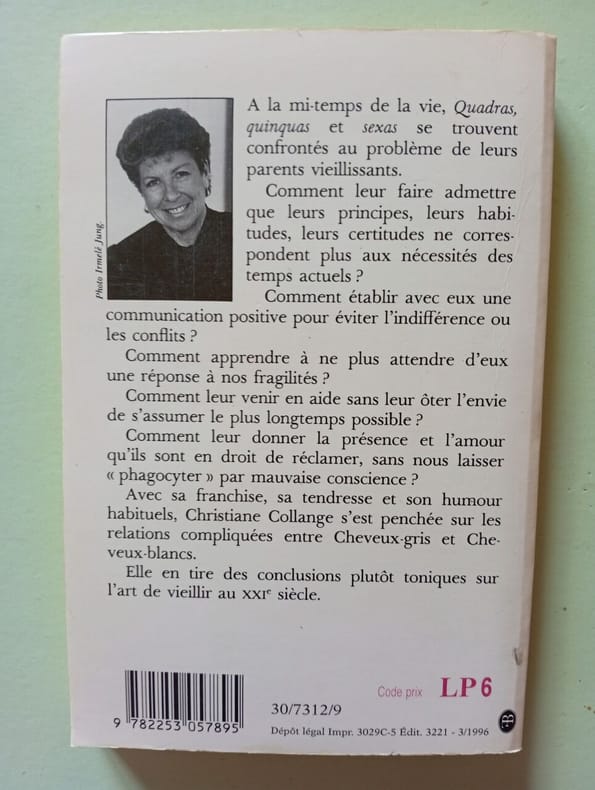 A la mi-temps de la vie, Quadras,
quinquas et sexas se trouvent
confrontés au problème de leurs
parents vieillissants.
Comment leur faire admettre
que leurs principes, leurs habi-
tudes, leurs certitudes ne corres-
pondent plus aux nécessités des
temps actuels ?
Comment établir avec eux une
communication positive pour éviter l'indifférence ou
les conflits ?
Comment apprendre à ne plus attendre d'eux
une réponse à nos fragilités ?
Comment leur venir en aide sans leur ôter l'envie
de s'assumer le plus longtemps possible ?
Comment leur donner la présence et l'amour
qu'ils sont en droit de réclamer, sans nous laisser
« phagocyter » par mauvaise conscience ?
Avec sa franchise, sa tendresse et son humour
habituels, Christiane Collange s'est penchée sur les
relations compliquées entre Cheveux-gris et Che-
veux-blancs.
Elle en tire des conclusions plutôt toniques sur
l'art de vieillir au XXIe siècle.
Photo Irmelé Jung.
9 782253 057895
30/7312/9
Code prix LP6
Dépôt légal Impr. 3029C-5 Édit. 3221 - 3/1996